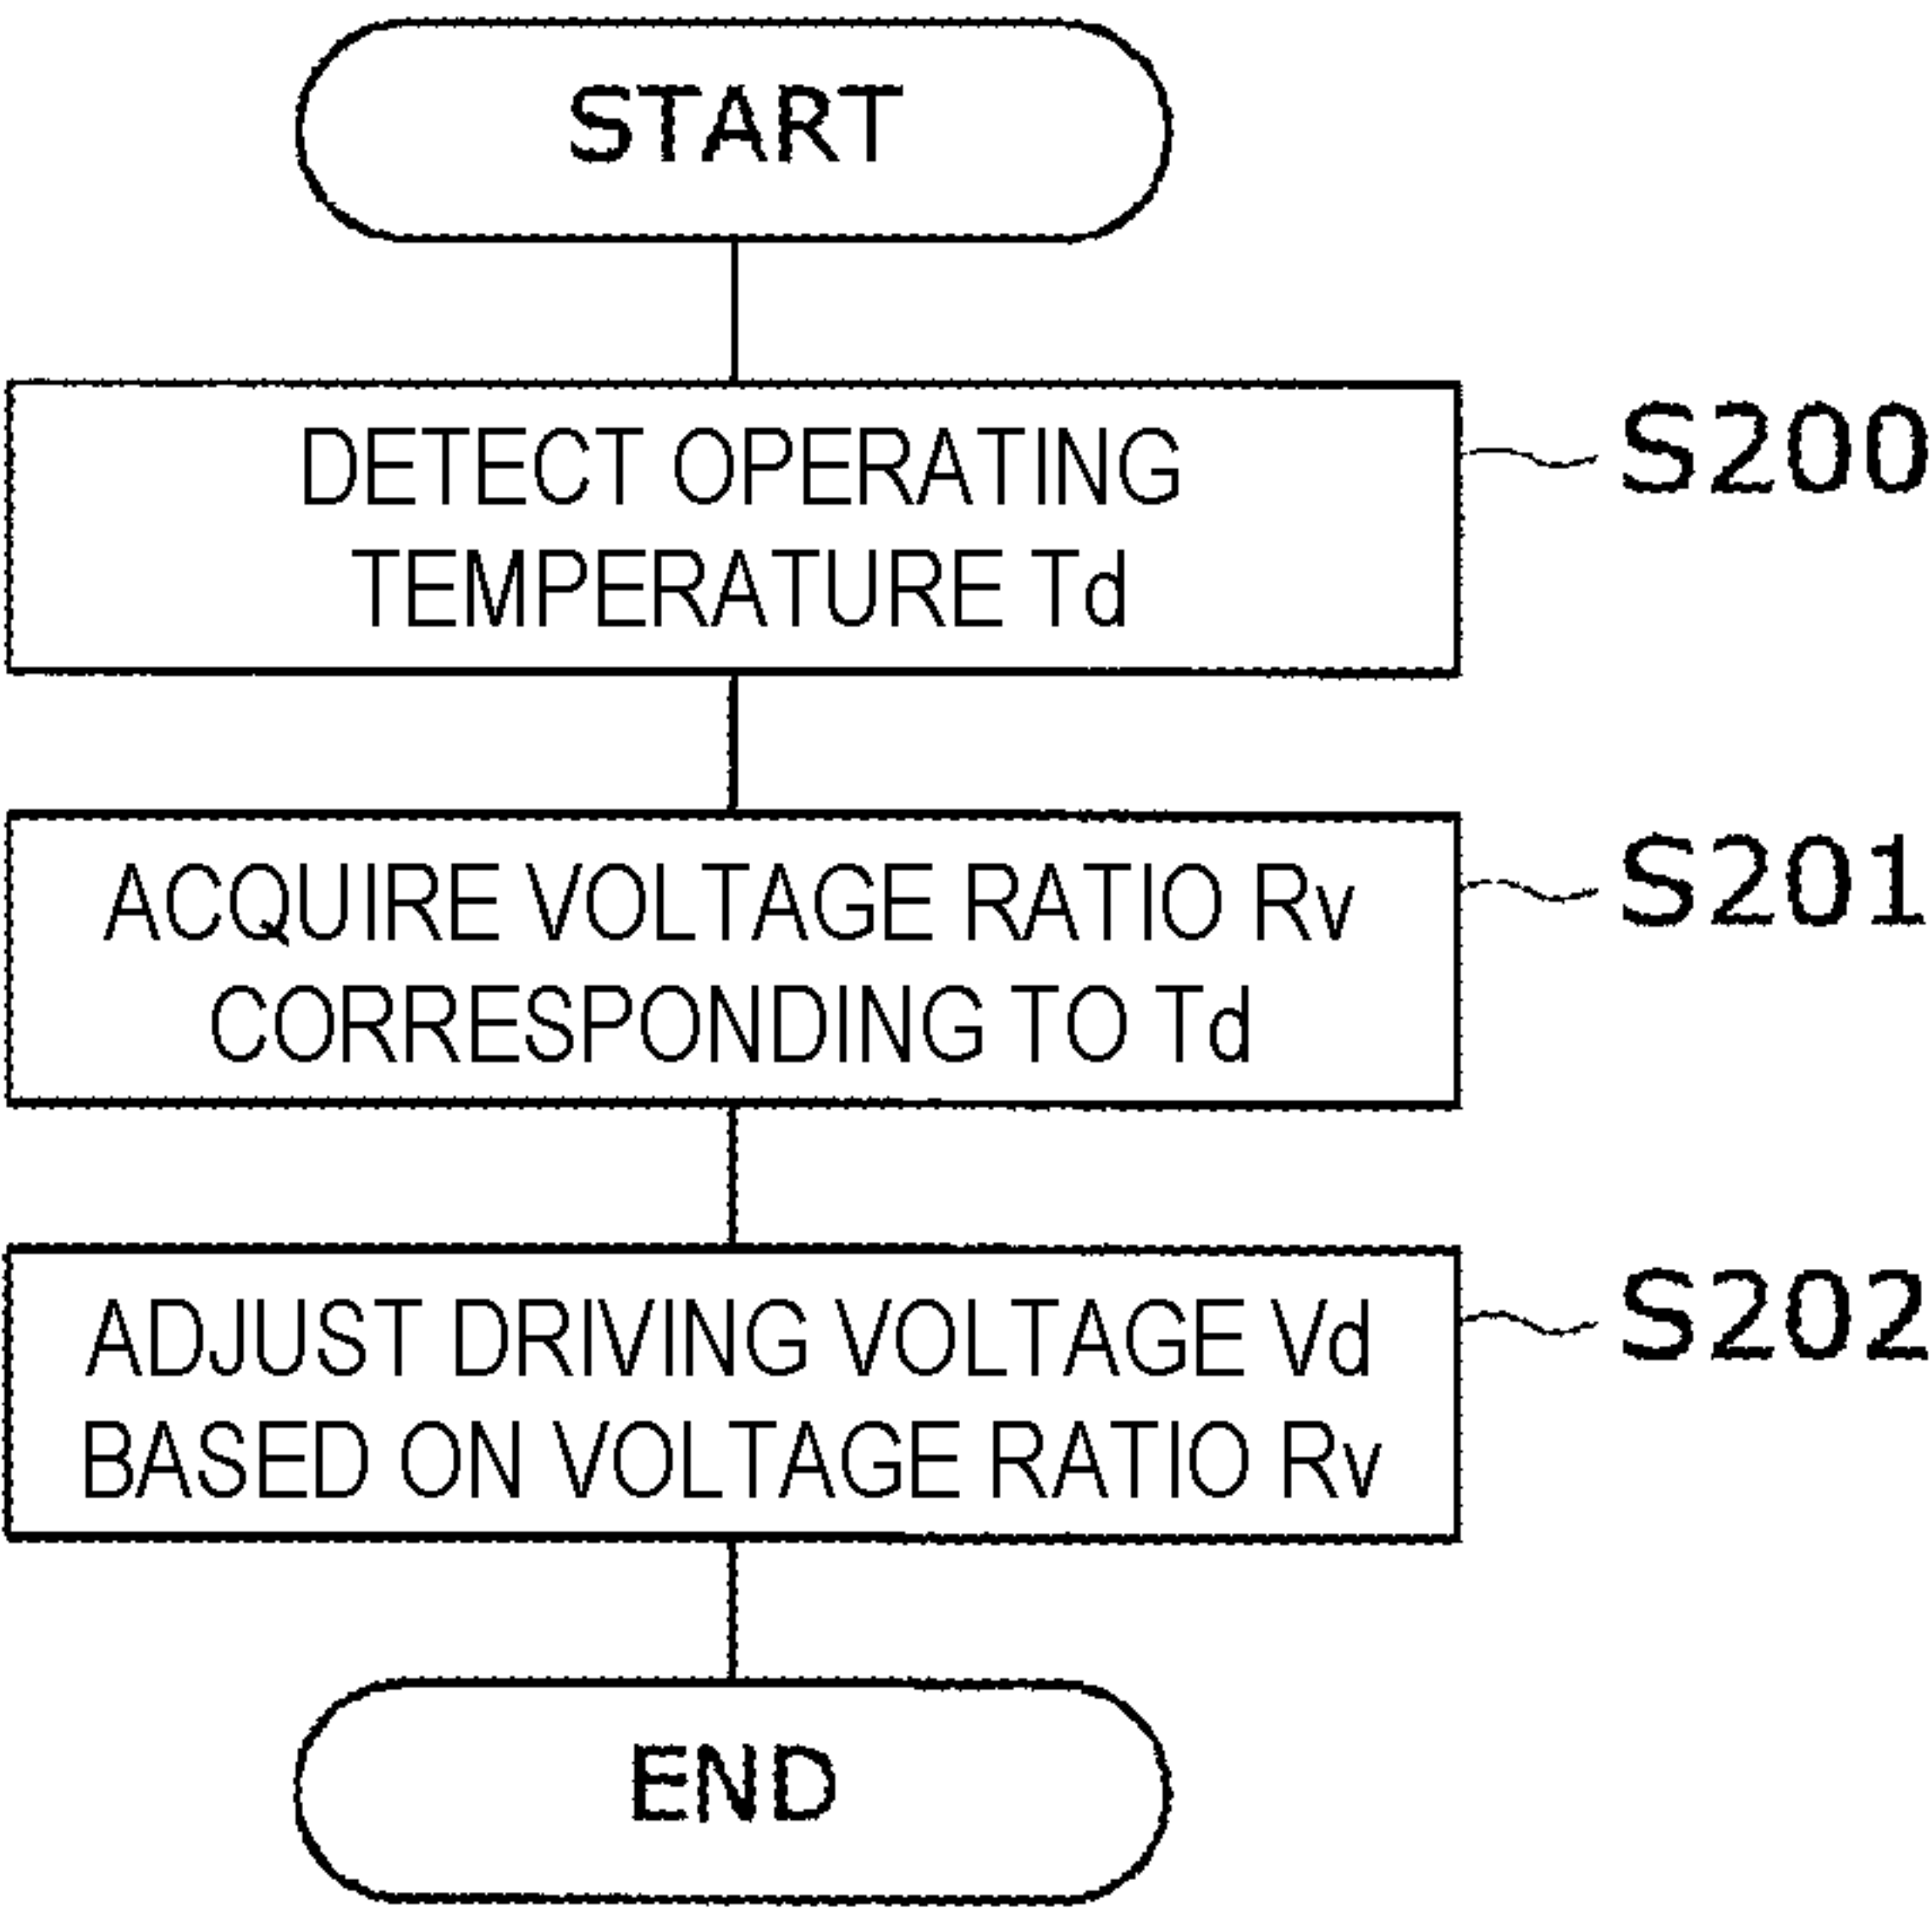 START
DETECT OPERATING
TEMPERATURE Td
S200
ACQUIRE VOLTAGE RATIO Rv
CORRESPONDING TO Td
S201
ADJUST DRIVING VOLTAGE Vd
BASED ON VOLTAGE RATIO Rv
S202
END